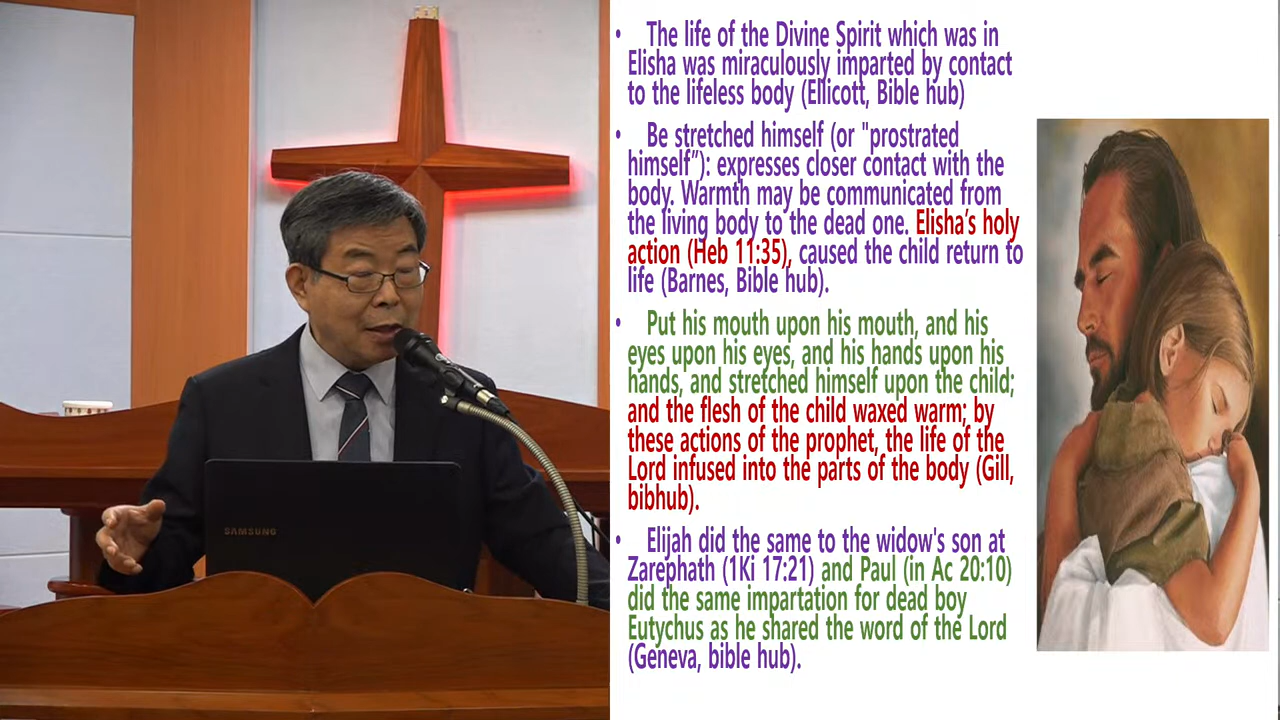 • The life of the Divine Spirit which was in
Elisha was miraculously imparted by contact
to the lifeless body (Ellicott, Bible hub)
• Be stretched himself (or "prostrated
himself”): expresses closer contact with the
body. Warmth may be communicated from
the living body to the dead one. Elisha’s holy
action (Heb 11:35), caused the child return to
life (Barnes, Bible hub).
• Put his mouth upon his mouth, and his
eyes upon his eyes, and his hands upon his
hands, and stretched himself upon the child;
and the flesh of the child waxed warm; by
these actions of the prophet, the life of the
Lord infused into the parts of the body (Gill,
bibhub).
• Elijah did the same to the widow's son at
Zarephath (1Ki 17:21) and Paul (in Ac 20:10)
did the same impartation for dead boy
Eutychus as he shared the word of the Lord
(Geneva, bible hub).
SAMSUNG